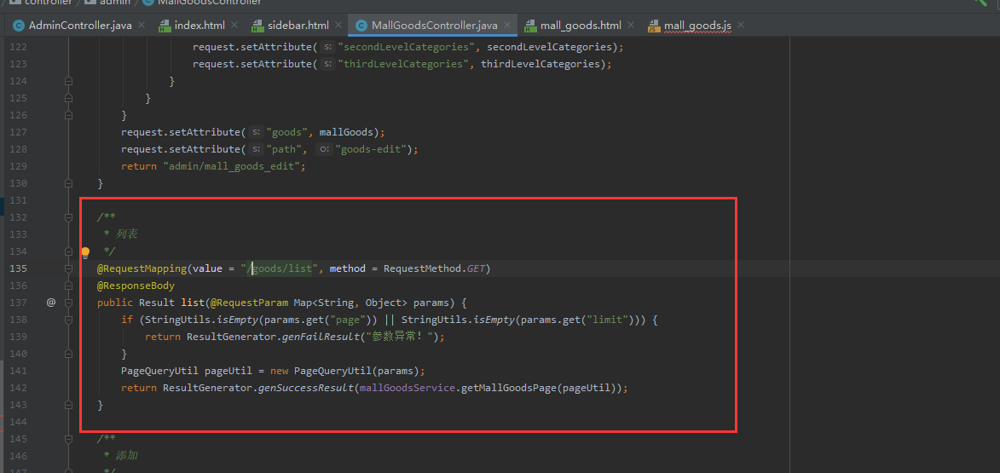 controller / admin / MallGoodsController
AdminController.java index.html sidebar.html MallGoodsController.java mall_goods.html mall_goods.js
122 request.setAttribute( s: "secondLevelCategories", secondLevelCategories);
123 request.setAttribute( s: "thirdLevelCategories", thirdLevelCategories);
124 }
125 }
126 }
127 request.setAttribute( s: "goods", mallGoods);
128 request.setAttribute( s: "path", o: "goods-edit");
129 return "admin/mall_goods_edit";
130 }
131
132 /**
133 * 列表
134 */
135 @RequestMapping(value = "/goods/list", method = RequestMethod.GET)
136 @ResponseBody
137 @ public Result list(@RequestParam Map<String, Object> params) {
138 if (StringUtils.isEmpty(params.get("page")) || StringUtils.isEmpty(params.get("limit"))) {
139 return ResultGenerator.genFailResult("参数异常！");
140 }
141 PageQueryUtil pageUtil = new PageQueryUtil(params);
142 return ResultGenerator.genSuccessResult(mallGoodsService.getMallGoodsPage(pageUtil));
143 }
144
145 /**
146 * 添加
147 */